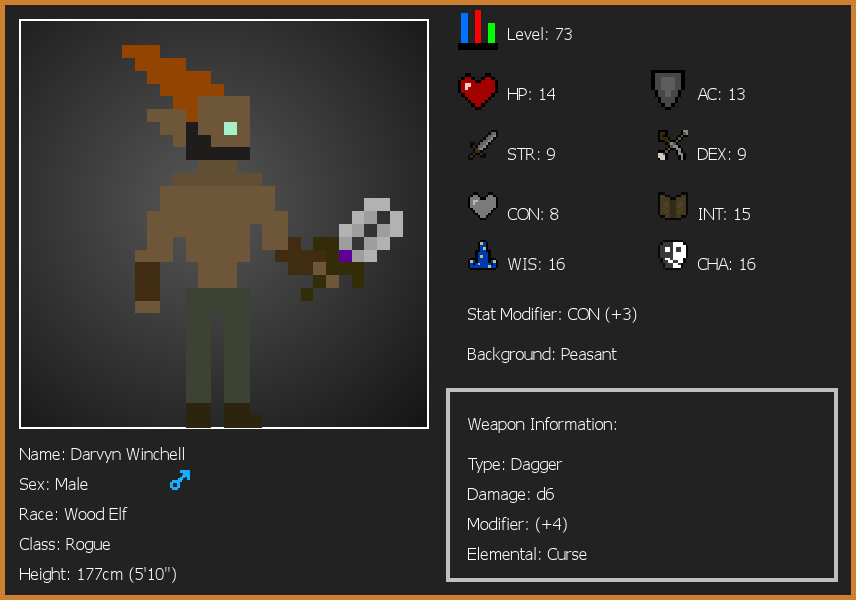 Level: 73
HP: 14
AC: 13
STR: 9
DEX: 9
CON: 8
INT: 15
WIS: 16
CHA: 16
Stat Modifier: CON (+3)
Background: Peasant
Weapon Information:
Type: Dagger
Damage: d6
Modifier: (+4)
Elemental: Curse
Name: Darvyn Winchell
Sex: Male
Race: Wood Elf
Class: Rogue
Height: 177cm (5'10")